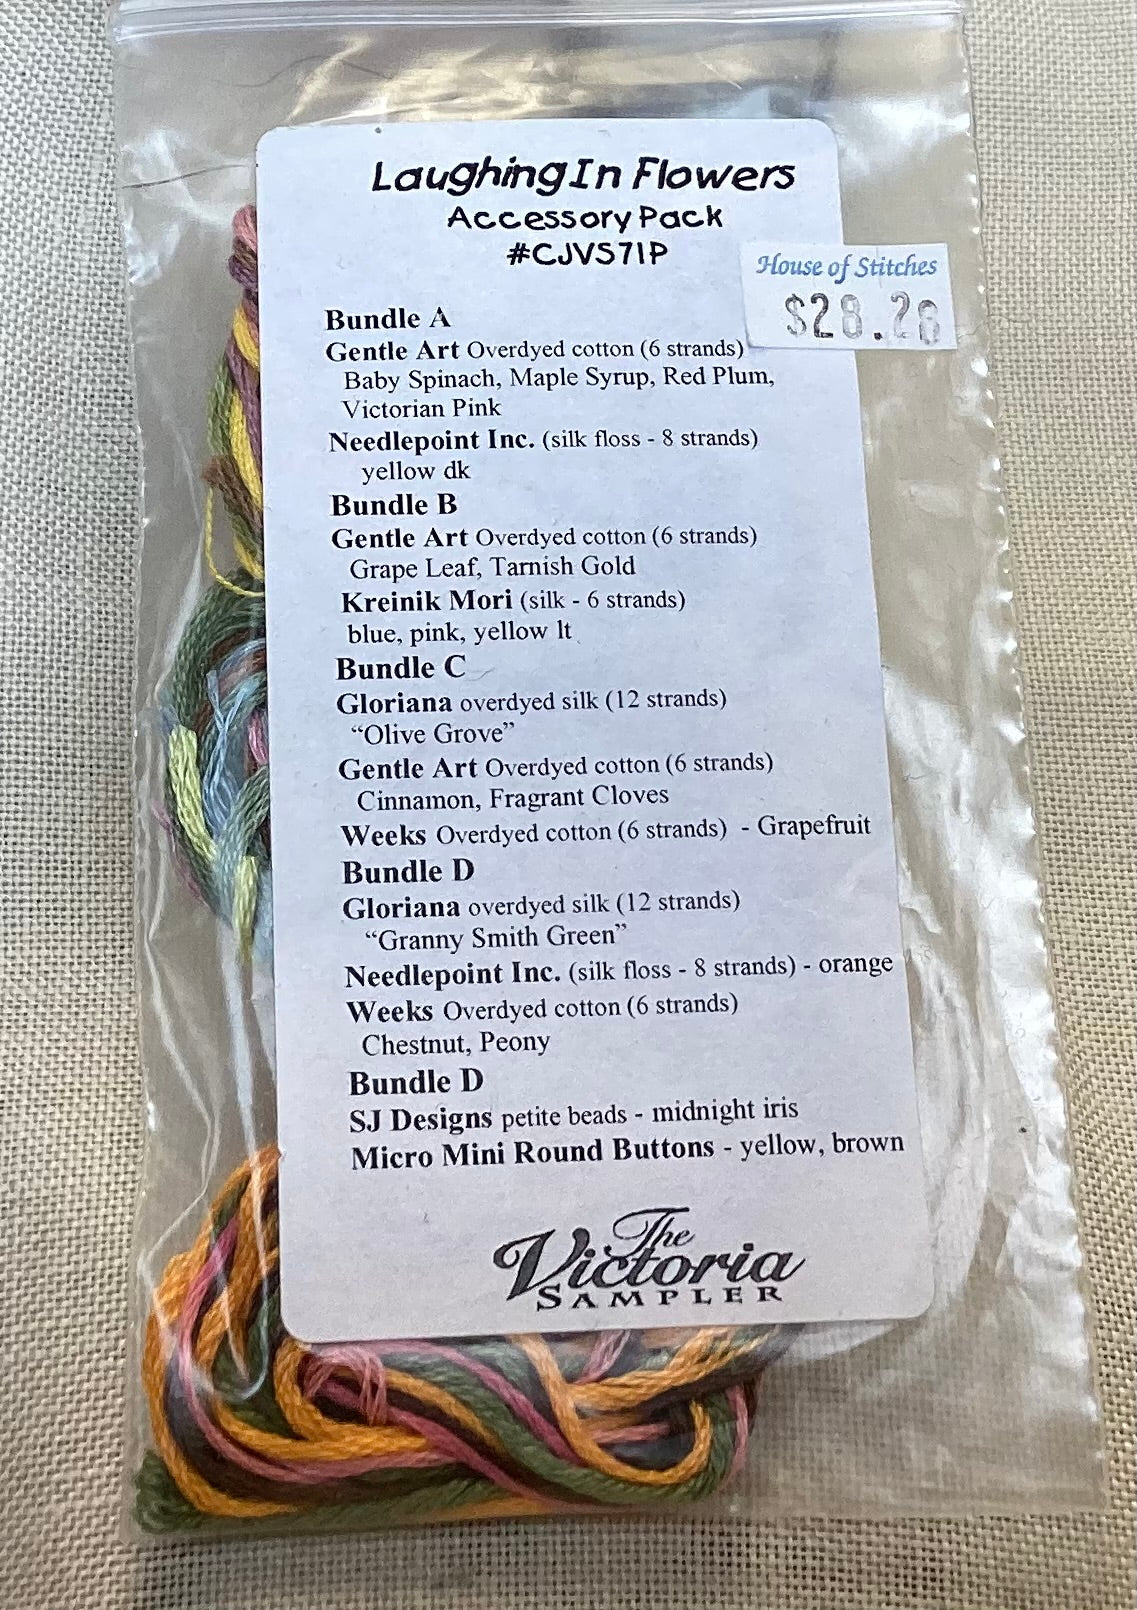 Laughing In Flowers
Accessory Pack
#CJVS71P
House of Stitches
$28.26
Bundle A
Gentle Art Overdyed cotton (6 strands)
Baby Spinach, Maple Syrup, Red Plum,
Victorian Pink
Needlepoint Inc. (silk floss - 8 strands)
yellow dk
Bundle B
Gentle Art Overdyed cotton (6 strands)
Grape Leaf, Tarnish Gold
Kreinik Mori (silk - 6 strands)
blue, pink, yellow lt
Bundle C
Gloriana overdyed silk (12 strands)
“Olive Grove”
Gentle Art Overdyed cotton (6 strands)
Cinnamon, Fragrant Cloves
Weeks Overdyed cotton (6 strands) - Grapefruit
Bundle D
Gloriana overdyed silk (12 strands)
“Granny Smith Green”
Needlepoint Inc. (silk floss - 8 strands) - orange
Weeks Overdyed cotton (6 strands)
Chestnut, Peony
Bundle D
SJ Designs petite beads - midnight iris
Micro Mini Round Buttons - yellow, brown
The
Victoria
SAMPLER